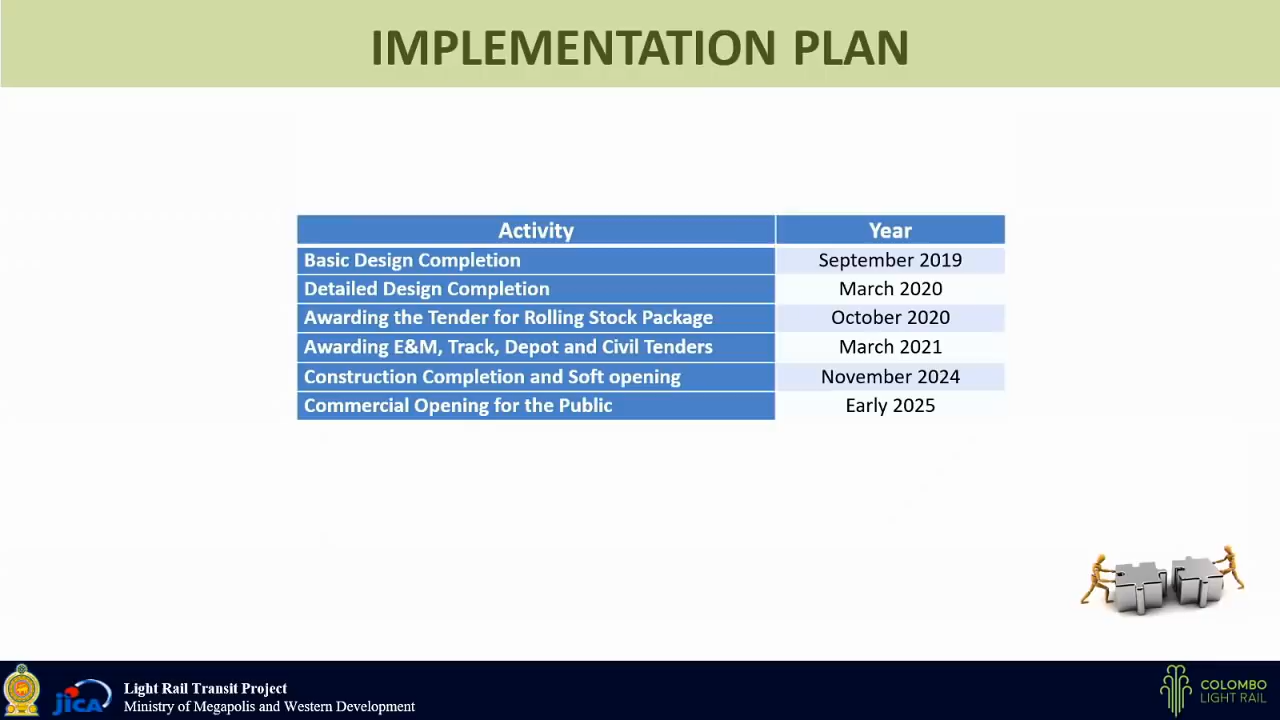 IMPLEMENTATION PLAN
Activity Year
Basic Design Completion September 2019
Detailed Design Completion March 2020
Awarding the Tender for Rolling Stock Package October 2020
Awarding E&M, Track, Depot and Civil Tenders March 2021
Construction Completion and Soft opening November 2024
Commercial Opening for the Public Early 2025
jICA
Light Rail Transit Project
Ministry of Megapolis and Western Development
COLOMBO
LIGHT RAIL